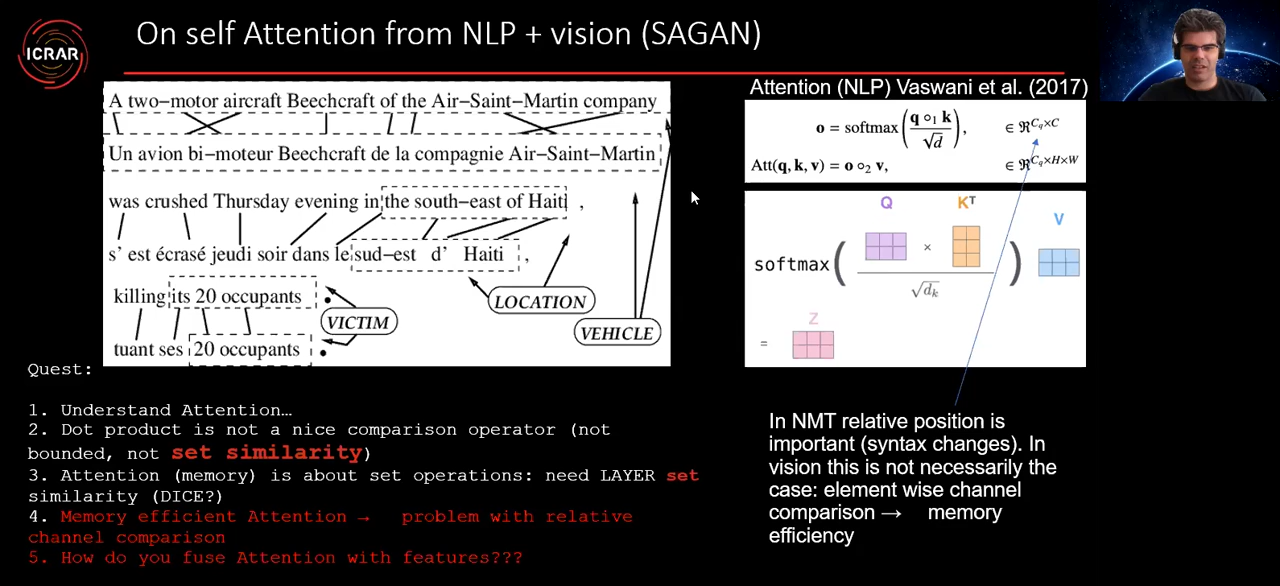 ICRAR
On self Attention from NLP + vision (SAGAN)
A two-motor aircraft Beechcraft of the Air-Saint-Martin company
Un avion bi-moteur Beechcraft de la compagnie Air-Saint-Martin
was crushed Thursday evening in the south-east of Haiti ,
s' est écrasé jeudi soir dans le sud-est d' Haiti ,
LOCATION
killing its 20 occupants .
VICTIM
VEHICLE
tuant ses 20 occupants .
Attention (NLP) Vaswani et al. (2017)
o = softmax ( q ∘₁ k / √d ), ∈ ℜ^{C_q×C}
Att(q, k, v) = o ∘₂ v, ∈ ℜ^{C_q×H×W}
Q Kᵀ V
softmax ( × )
√d_k
Z
=
Quest:
1. Understand Attention…
2. Dot product is not a nice comparison operator (not
bounded, not set similarity)
3. Attention (memory) is about set operations: need LAYER set
similarity (DICE?)
4. Memory efficient Attention → problem with relative
channel comparison
5. How do you fuse Attention with features???
In NMT relative position is
important (syntax changes). In
vision this is not necessarily the
case: element wise channel
comparison → memory
efficiency